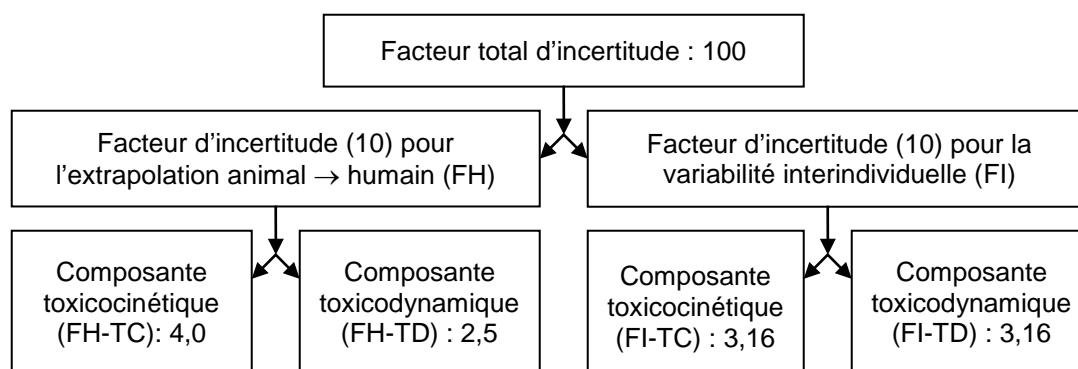 Facteur total d’incertitude : 100
Facteur d’incertitude (10) pour
l’extrapolation animal → humain (FH)
Facteur d’incertitude (10) pour la
variabilité interindividuelle (FI)
Composante
toxicocinétique
(FH-TC): 4,0
Composante
toxicodynamique
(FH-TD) : 2,5
Composante
toxicocinétique
(FI-TC) : 3,16
Composante
toxicodynamique
(FI-TD) : 3,16